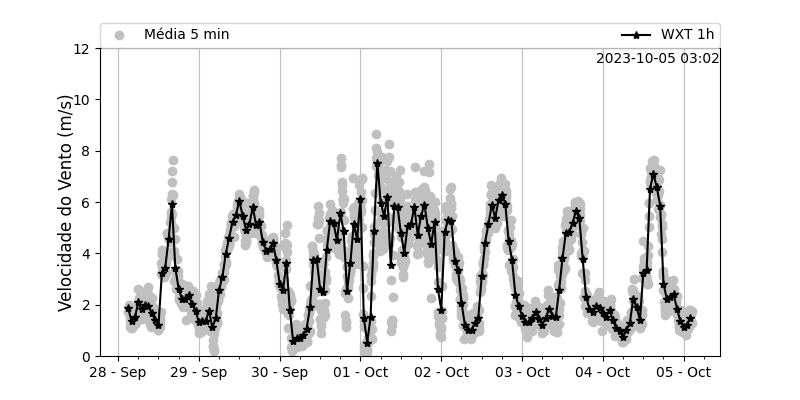 Média 5 min
WXT 1h
2023-10-05 03:02
Velocidade do Vento (m/s)
12
10
8
6
4
2
0
28 - Sep
29 - Sep
30 - Sep
01 - Oct
02 - Oct
03 - Oct
04 - Oct
05 - Oct